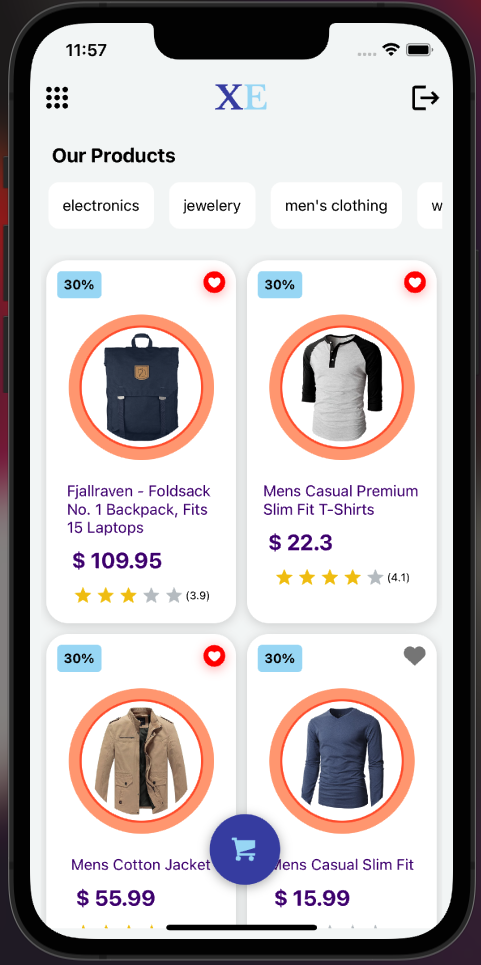 11:57
XE
Our Products
electronics
jewelery
men's clothing
w
30%
30%
Fjallraven - Foldsack
No. 1 Backpack, Fits
15 Laptops
$ 109.95
(3.9)
Mens Casual Premium
Slim Fit T-Shirts
$ 22.3
(4.1)
30%
30%
Mens Cotton Jacket
$ 55.99
Mens Casual Slim Fit
$ 15.99